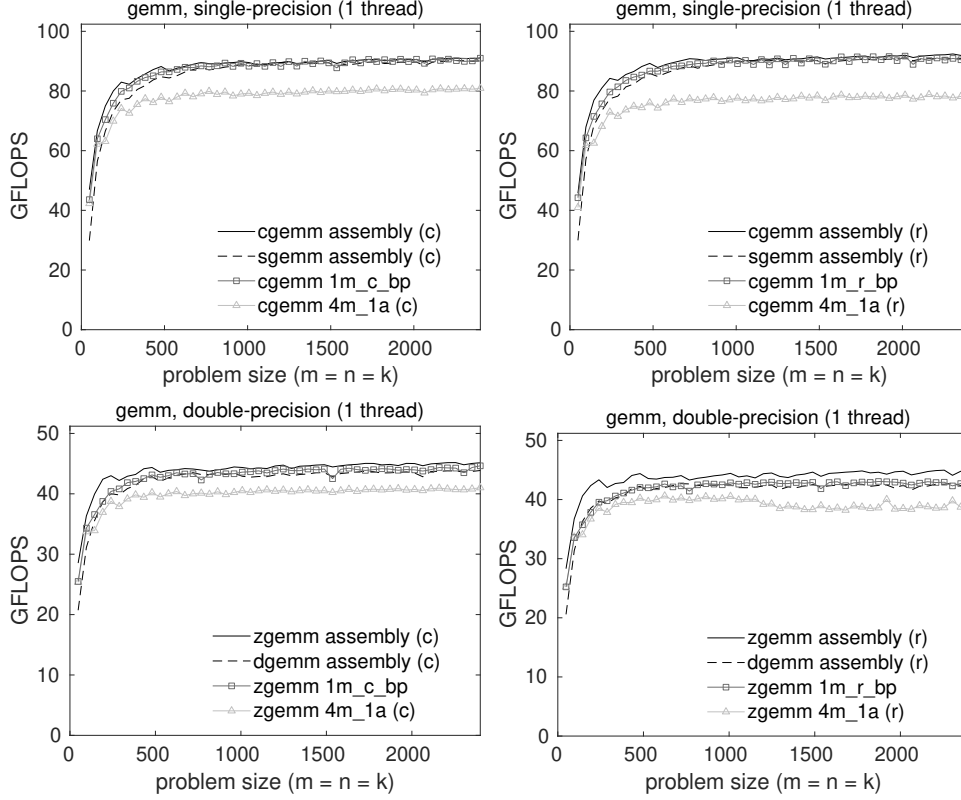 gemm, single-precision (1 thread)
100
80
60
40
20
0
GFLOPS
cgemm assembly (c)
sgemm assembly (c)
cgemm 1m_c_bp
cgemm 4m_1a (c)
0
500
1000
1500
2000
problem size (m = n = k)
gemm, single-precision (1 thread)
100
80
60
40
20
0
GFLOPS
cgemm assembly (r)
sgemm assembly (r)
cgemm 1m_r_bp
cgemm 4m_1a (r)
0
500
1000
1500
2000
problem size (m = n = k)
gemm, double-precision (1 thread)
50
40
30
20
10
0
GFLOPS
zgemm assembly (c)
dgemm assembly (c)
zgemm 1m_c_bp
zgemm 4m_1a (c)
0
500
1000
1500
2000
problem size (m = n = k)
gemm, double-precision (1 thread)
50
40
30
20
10
0
GFLOPS
zgemm assembly (r)
dgemm assembly (r)
zgemm 1m_r_bp
zgemm 4m_1a (r)
0
500
1000
1500
2000
problem size (m = n = k)